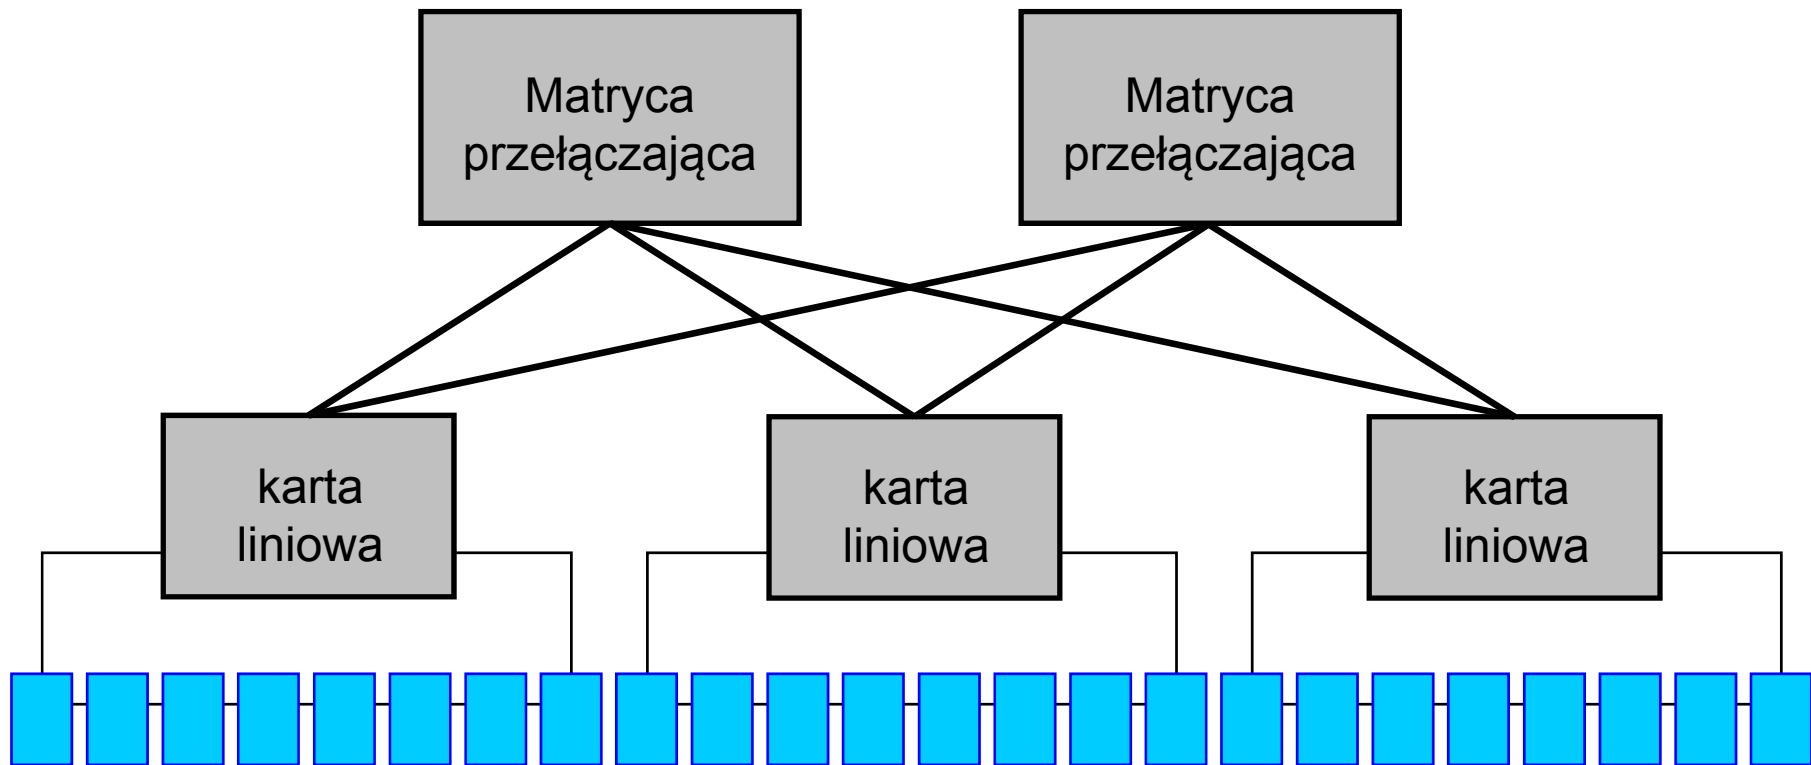 Matryca
przełączająca
Matryca
przełączająca
karta
liniowa
karta
liniowa
karta
liniowa